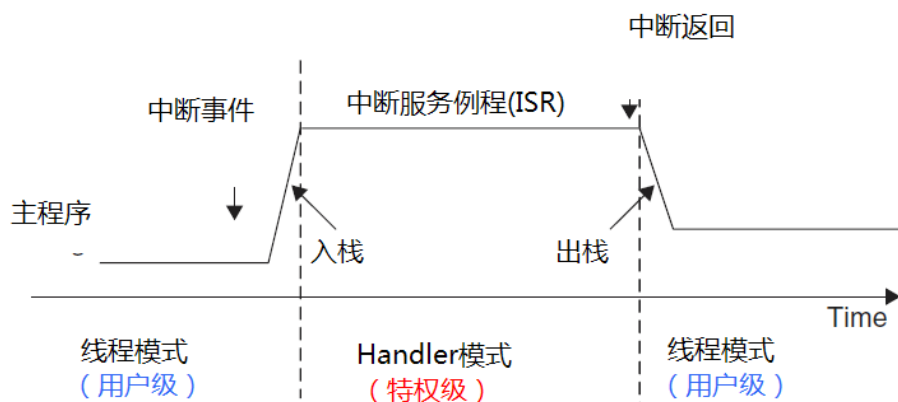 中断返回
中断事件
中断服务例程(ISR)
主程序
入栈
出栈
Time
线程模式
(用户级)
Handler模式
(特权级)
线程模式
(用户级)